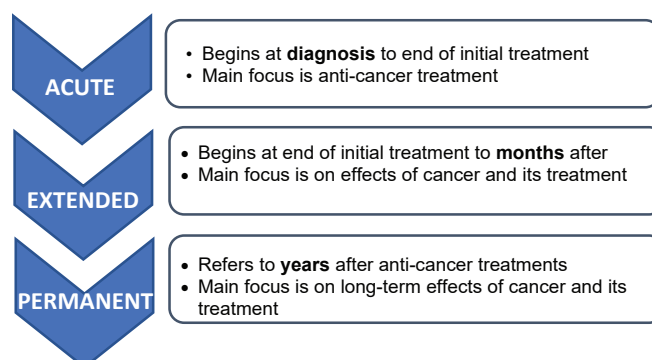 ACUTE
• Begins at diagnosis to end of initial treatment
• Main focus is anti-cancer treatment
EXTENDED
• Begins at end of initial treatment to months after
• Main focus is on effects of cancer and its treatment
PERMANENT
• Refers to years after anti-cancer treatments
• Main focus is on long-term effects of cancer and its
treatment